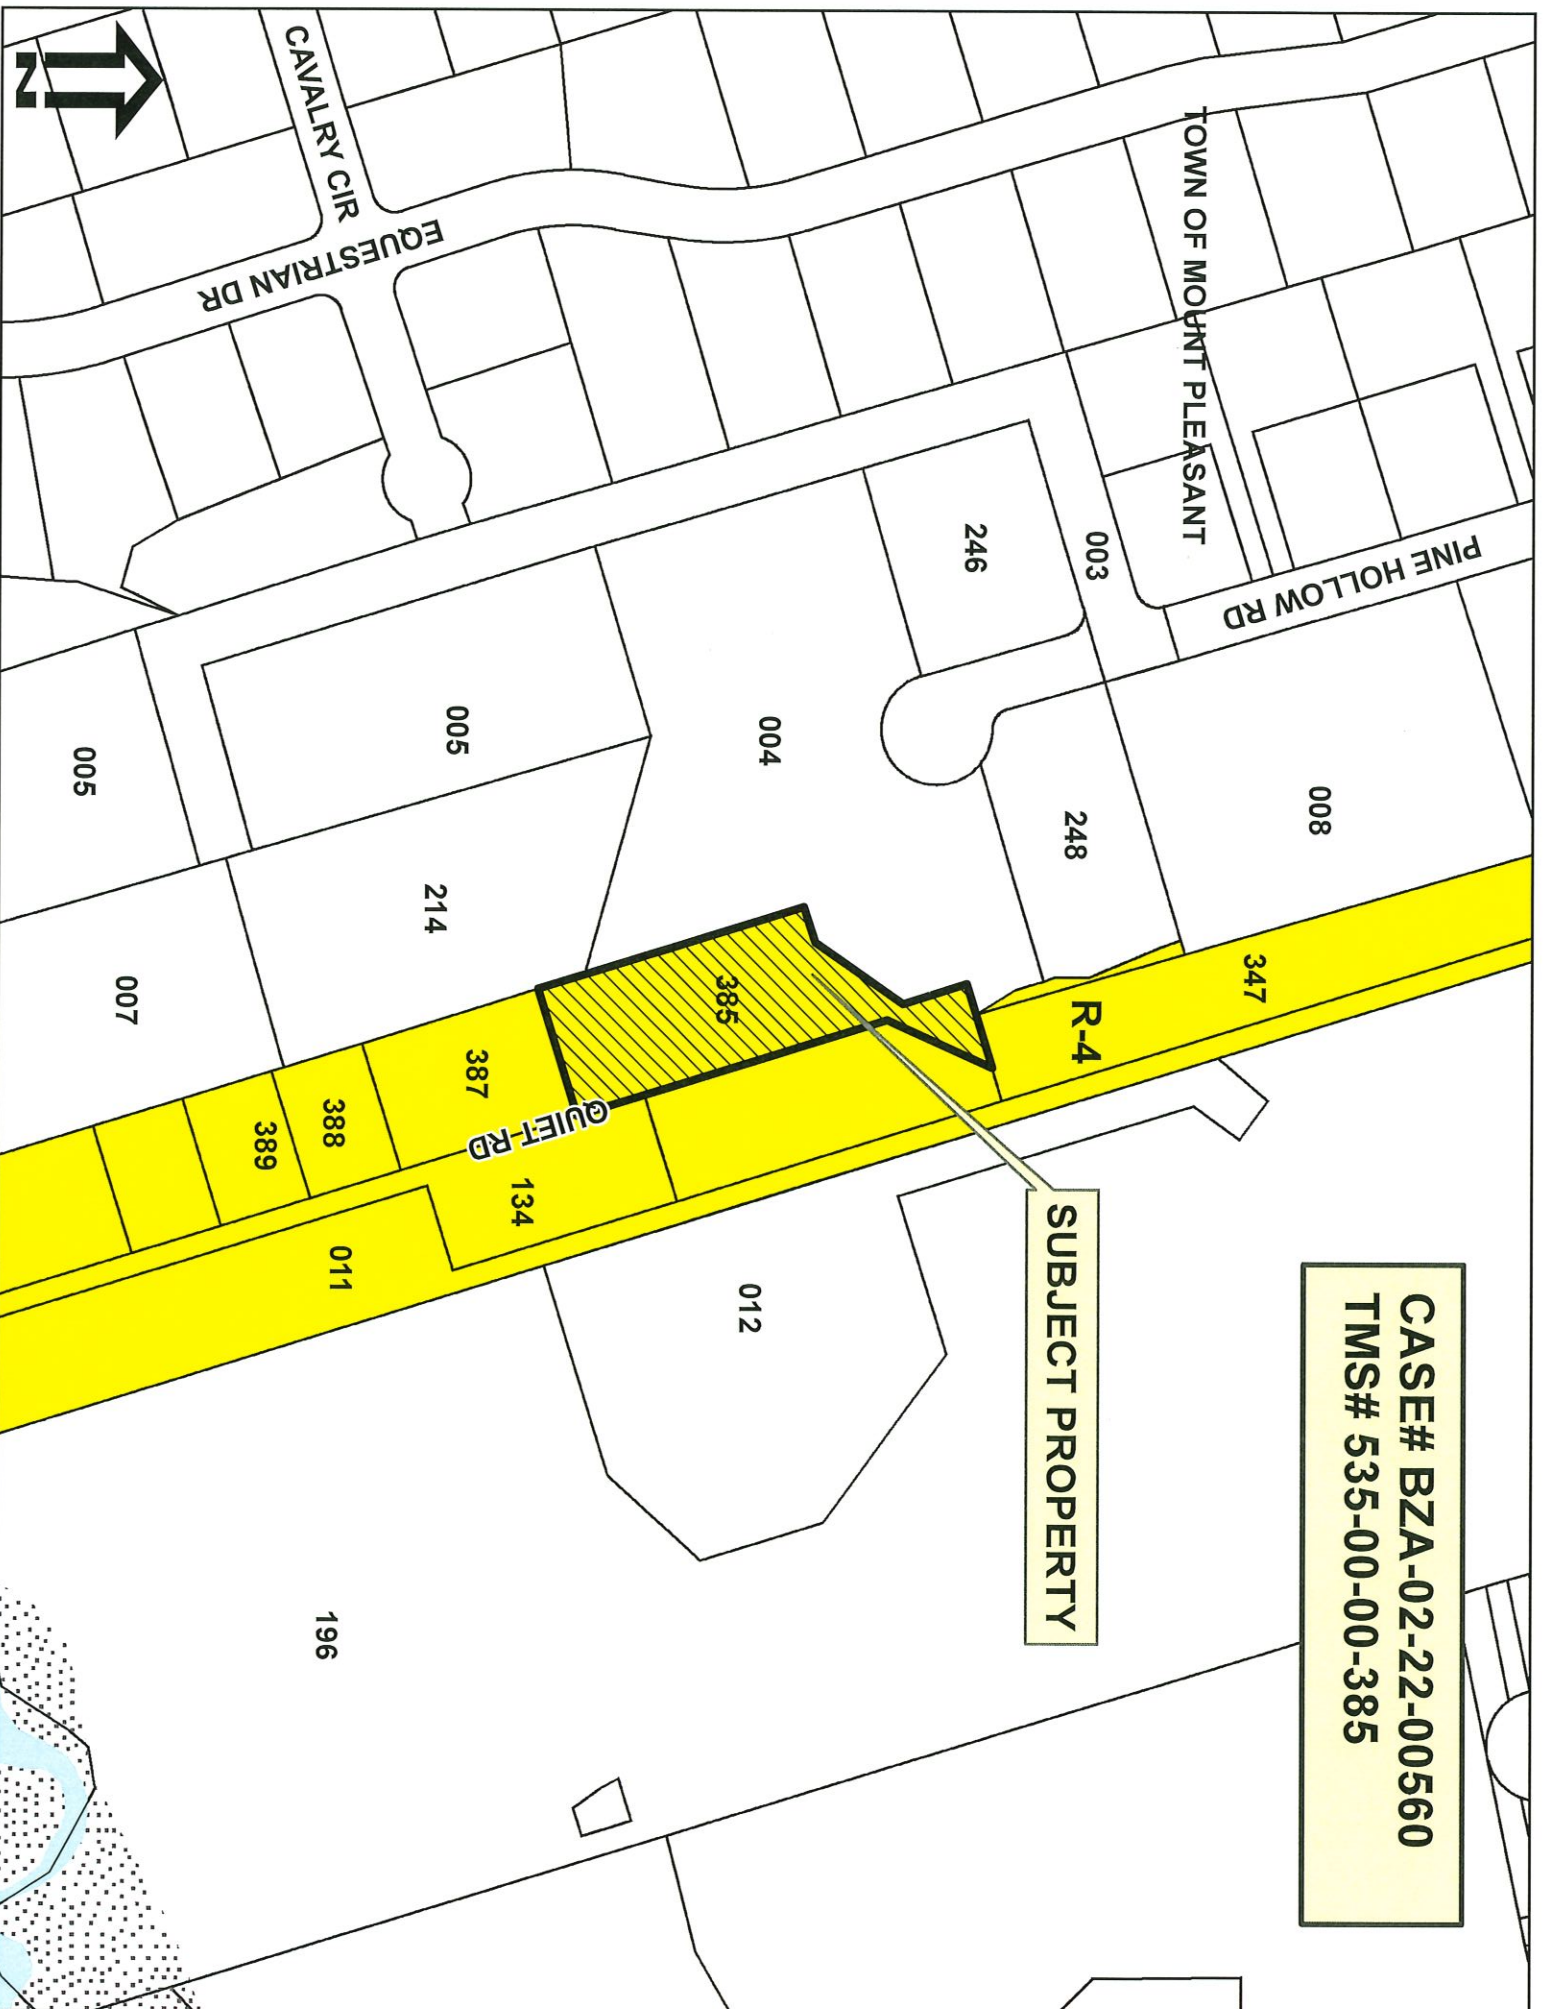 CASE# BZA-02-22-00560
TMS# 535-00-00-385
TOWN OF MOUNT PLEASANT
PINE HOLLOW RD
008
347
003
248
R-4
SUBJECT PROPERTY
246
004
385
012
005
214
387
QUIET RD
134
EQUESTRIAN DR
CAVALRY CIR
388
011
196
389
007
005
N